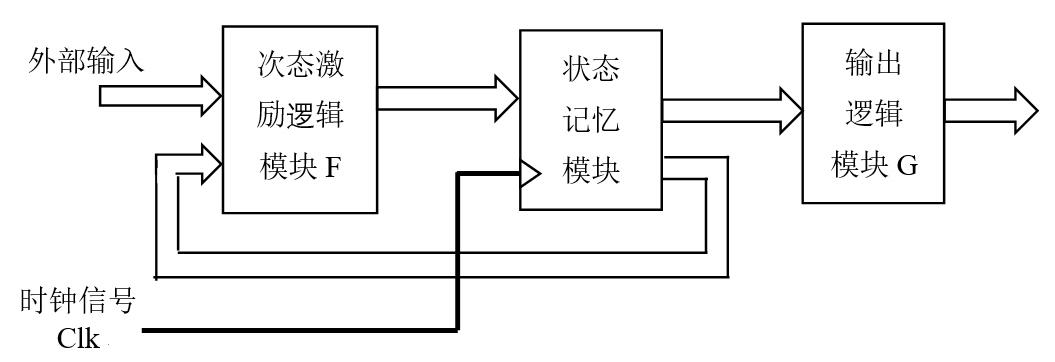 外部输入
次态激
励逻辑
模块 F
状态
记忆
模块
输出
逻辑
模块 G
时钟信号
Clk